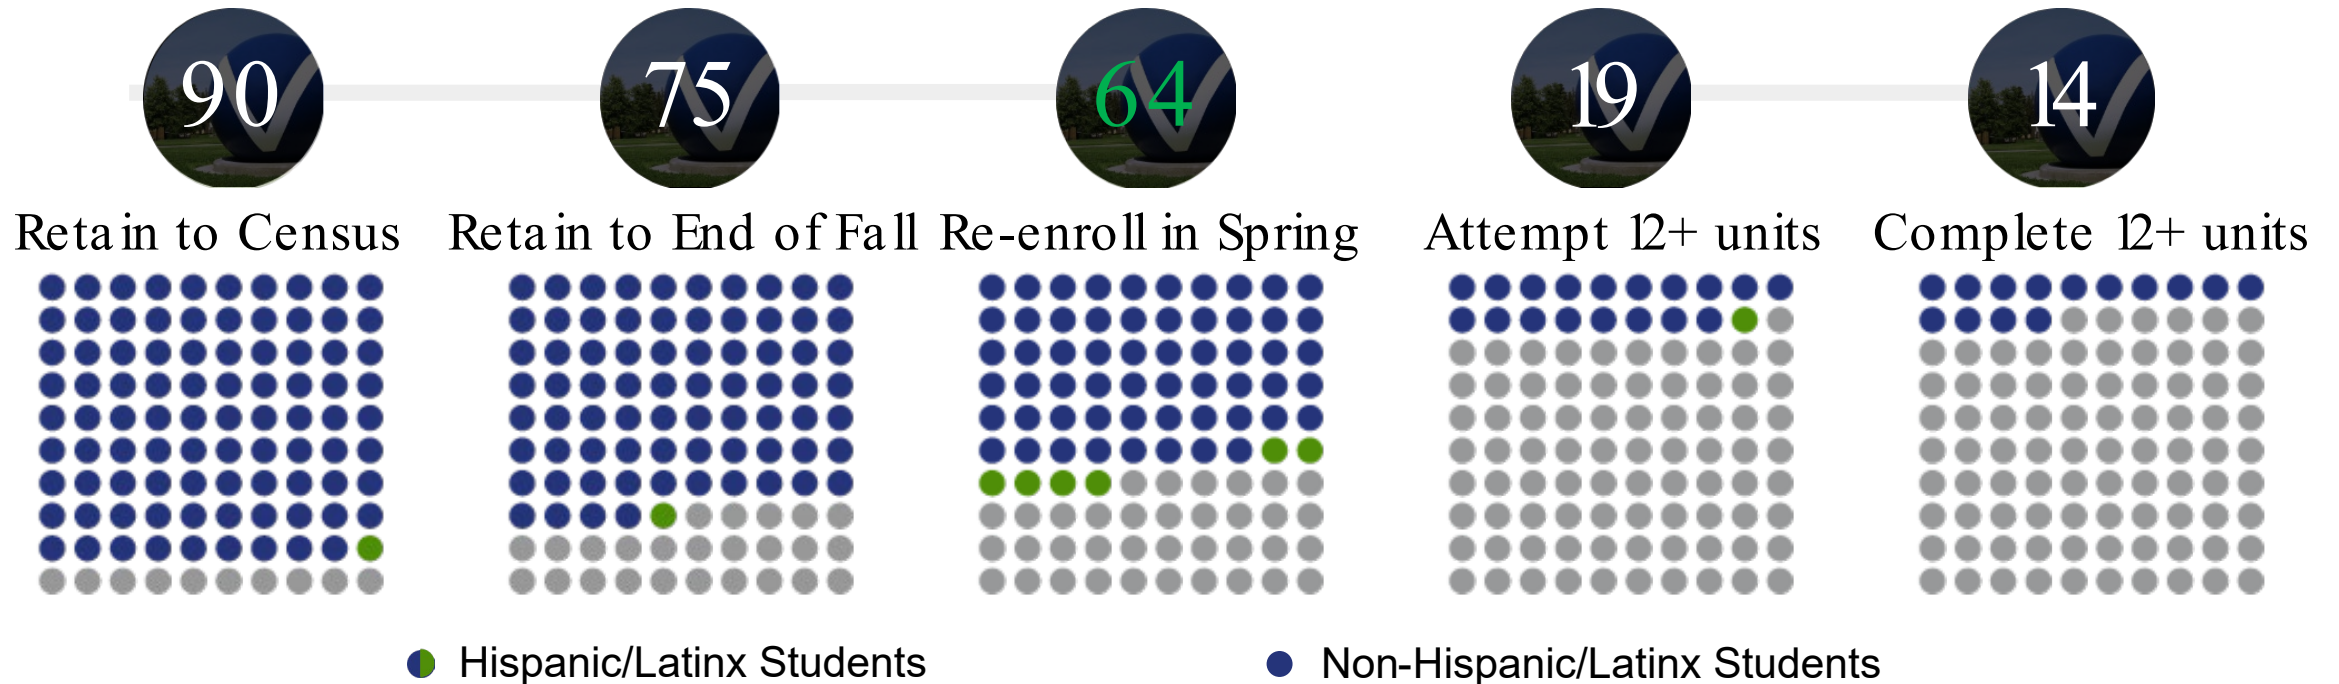 90 75 64 19 14
Retain to Census Retain to End of Fall Re-enroll in Spring Attempt 12+ units Complete 12+ units
Hispanic/Latinx Students Non-Hispanic/Latinx Students